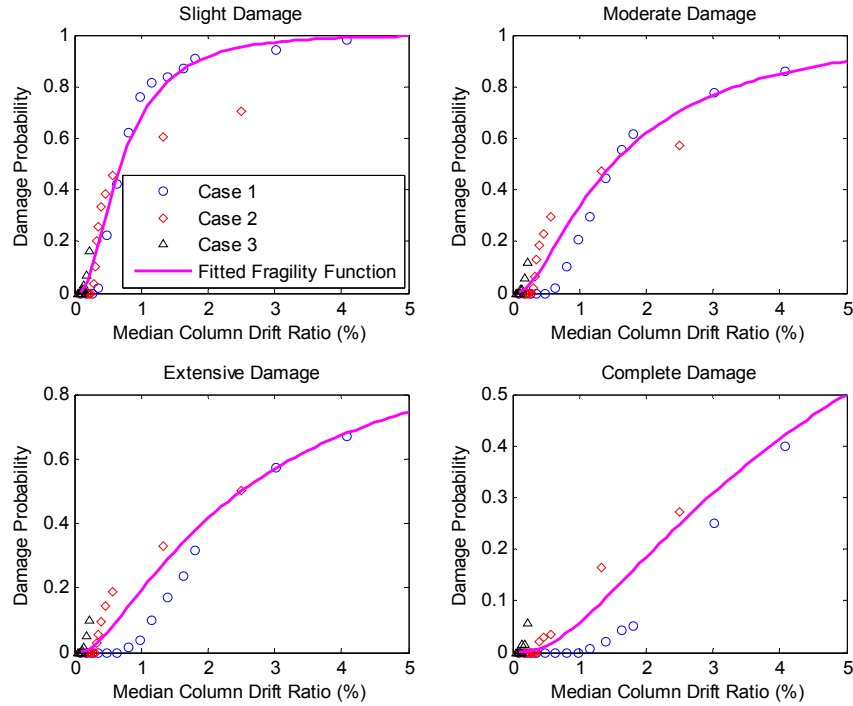 Slight Damage
1
0.8
0.6
0.4
0.2
0
Damage Probability
Case 1
Case 2
Case 3
Fitted Fragility Function
0 1 2 3 4 5
Median Column Drift Ratio (%)
Moderate Damage
1
0.8
0.6
0.4
0.2
0
Damage Probability
0 1 2 3 4 5
Median Column Drift Ratio (%)
Extensive Damage
0.8
0.6
0.4
0.2
0
Damage Probability
0 1 2 3 4 5
Median Column Drift Ratio (%)
Complete Damage
0.5
0.4
0.3
0.2
0.1
0
Damage Probability
0 1 2 3 4 5
Median Column Drift Ratio (%)